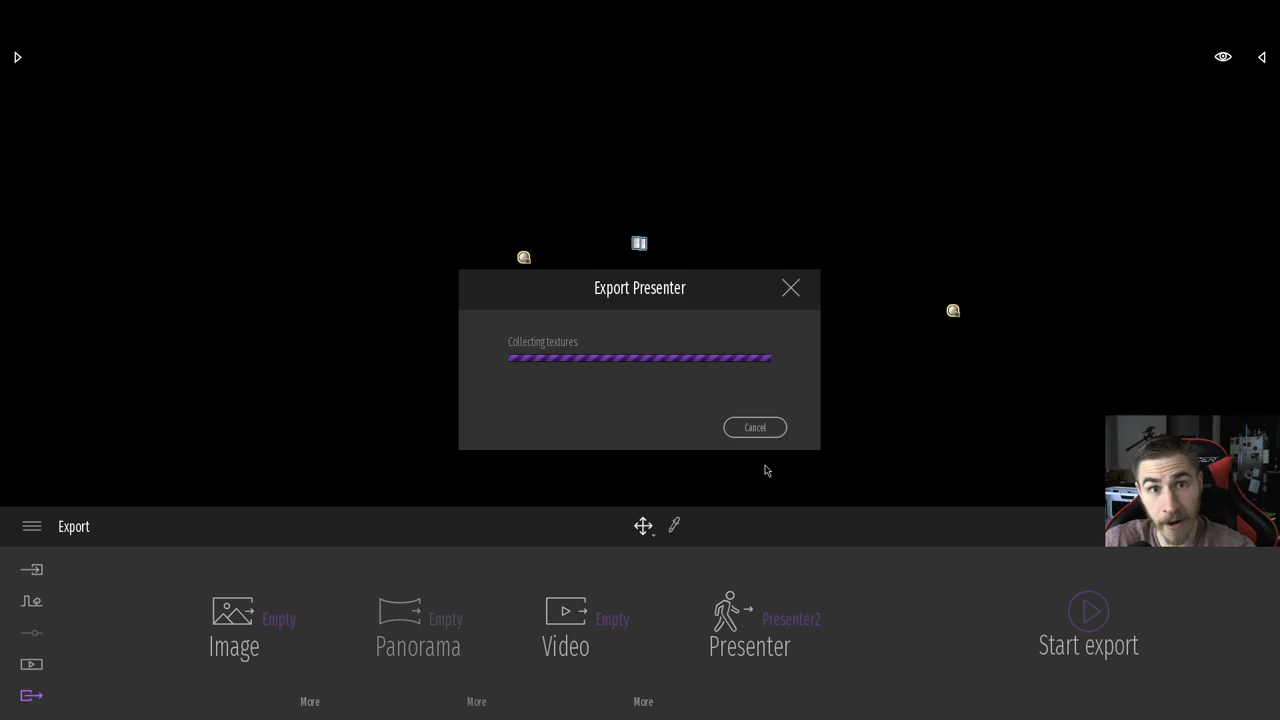 Export Presenter
Collecting textures
Cancel
Export
Empty
Image
Empty
Panorama
Empty
Video
Presenter2
Presenter
Start export
More
More
More